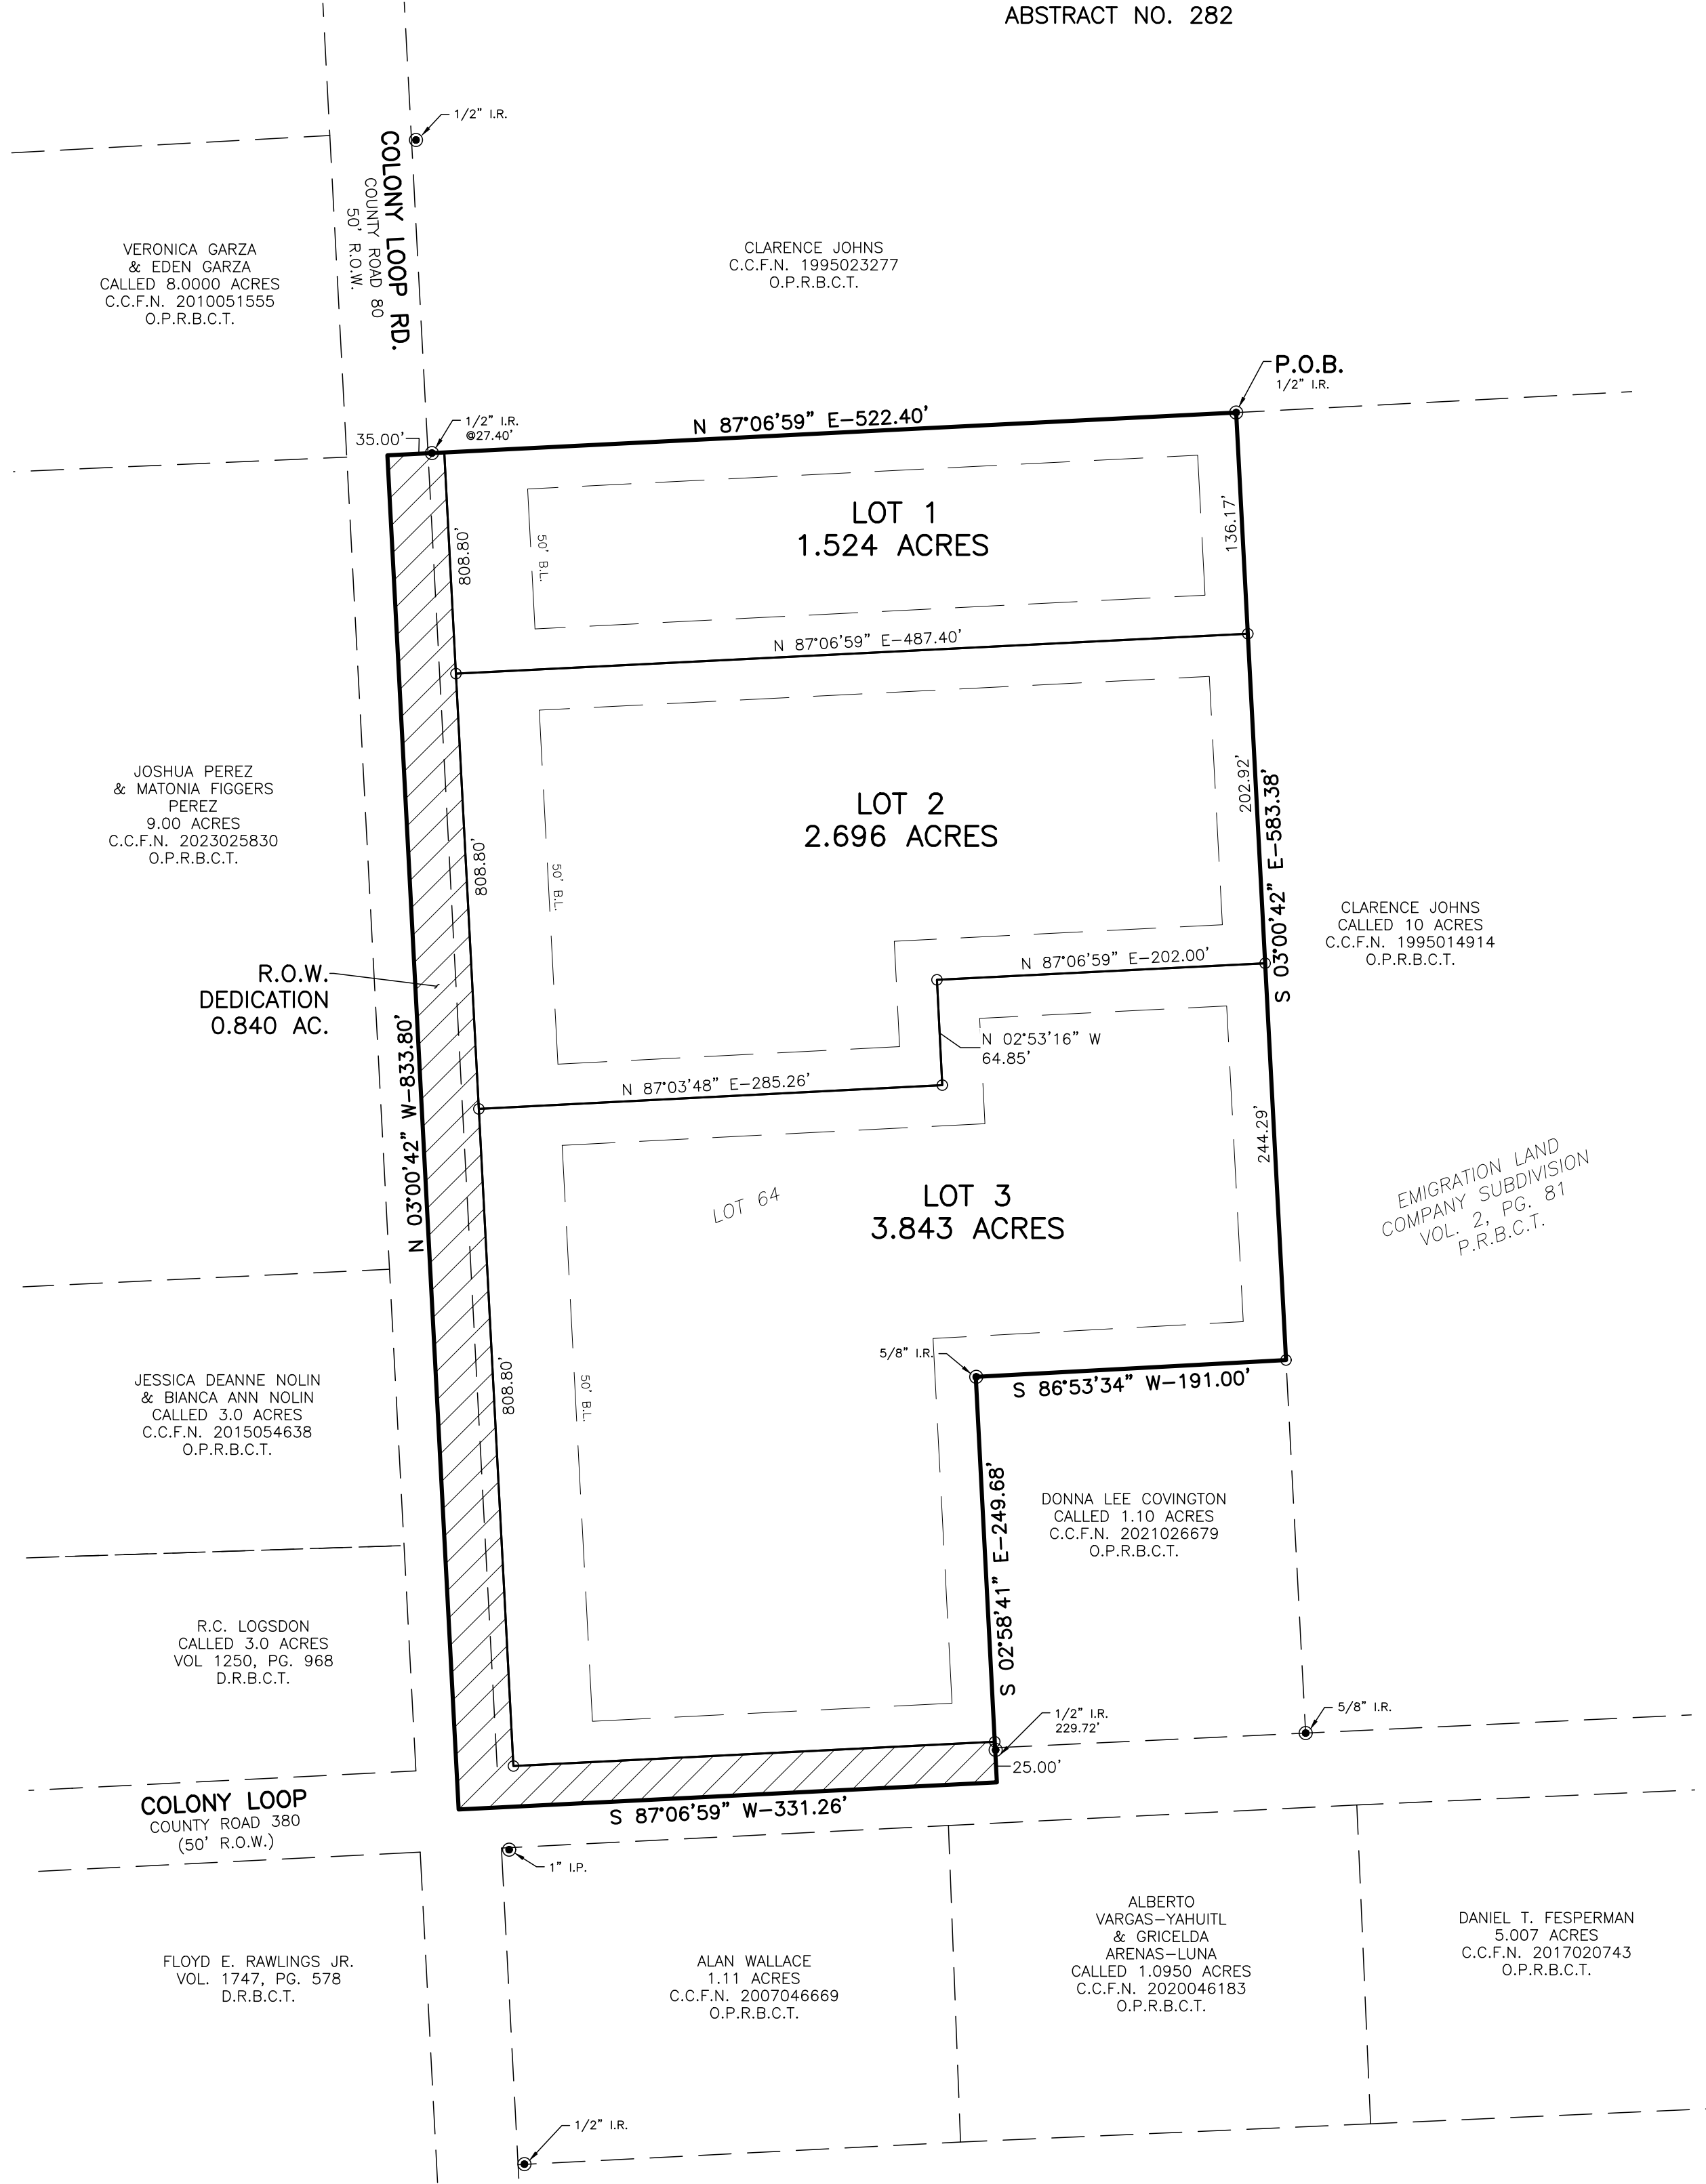 ABSTRACT NO. 282
1/2" I.R.
COLONY LOOP RD.
COUNTY ROAD 80
50' R.O.W.
VERONICA GARZA
& EDEN GARZA
CALLED 8.0000 ACRES
C.C.F.N. 2010051555
O.P.R.B.C.T.
CLARENCE JOHNS
C.C.F.N. 1995023277
O.P.R.B.C.T.
P.O.B.
1/2" I.R.
N 87°06'59" E-522.40'
1/2" I.R.
@27.40'
35.00'
LOT 1
1.524 ACRES
136.17'
808.80'
50' B.L.
N 87°06'59" E-487.40'
JOSHUA PEREZ
& MATONIA FIGGERS
PEREZ
9.00 ACRES
C.C.F.N. 2023025830
O.P.R.B.C.T.
LOT 2
2.696 ACRES
202.92'
S 03°00'42" E-583.38'
808.80'
50' B.L.
CLARENCE JOHNS
CALLED 10 ACRES
C.C.F.N. 1995014914
O.P.R.B.C.T.
N 87°06'59" E-202.00'
R.O.W.
DEDICATION
0.840 AC.
N 02°53'16" W
64.85'
N 87°03'48" E-285.26'
N 03°00'42" W-833.80'
244.29'
LOT 64
LOT 3
3.843 ACRES
EMIGRATION LAND
COMPANY SUBDIVISION
VOL. 2, PG. 81
P.R.B.C.T.
5/8" I.R.
S 86°53'34" W-191.00'
808.80'
50' B.L.
JESSICA DEANNE NOLIN
& BIANCA ANN NOLIN
CALLED 3.0 ACRES
C.C.F.N. 2015054638
O.P.R.B.C.T.
S 02°58'41" E-249.68'
DONNA LEE COVINGTON
CALLED 1.10 ACRES
C.C.F.N. 2021026679
O.P.R.B.C.T.
R.C. LOGSDON
CALLED 3.0 ACRES
VOL 1250, PG. 968
D.R.B.C.T.
1/2" I.R.
229.72'
5/8" I.R.
25.00'
COLONY LOOP
COUNTY ROAD 380
(50' R.O.W.)
S 87°06'59" W-331.26'
1" I.P.
FLOYD E. RAWLINGS JR.
VOL. 1747, PG. 578
D.R.B.C.T.
ALAN WALLACE
1.11 ACRES
C.C.F.N. 2007046669
O.P.R.B.C.T.
ALBERTO
VARGAS-YAHUITL
& GRICELDA
ARENAS-LUNA
CALLED 1.0950 ACRES
C.C.F.N. 2020046183
O.P.R.B.C.T.
DANIEL T. FESPERMAN
5.007 ACRES
C.C.F.N. 2017020743
O.P.R.B.C.T.
1/2" I.R.